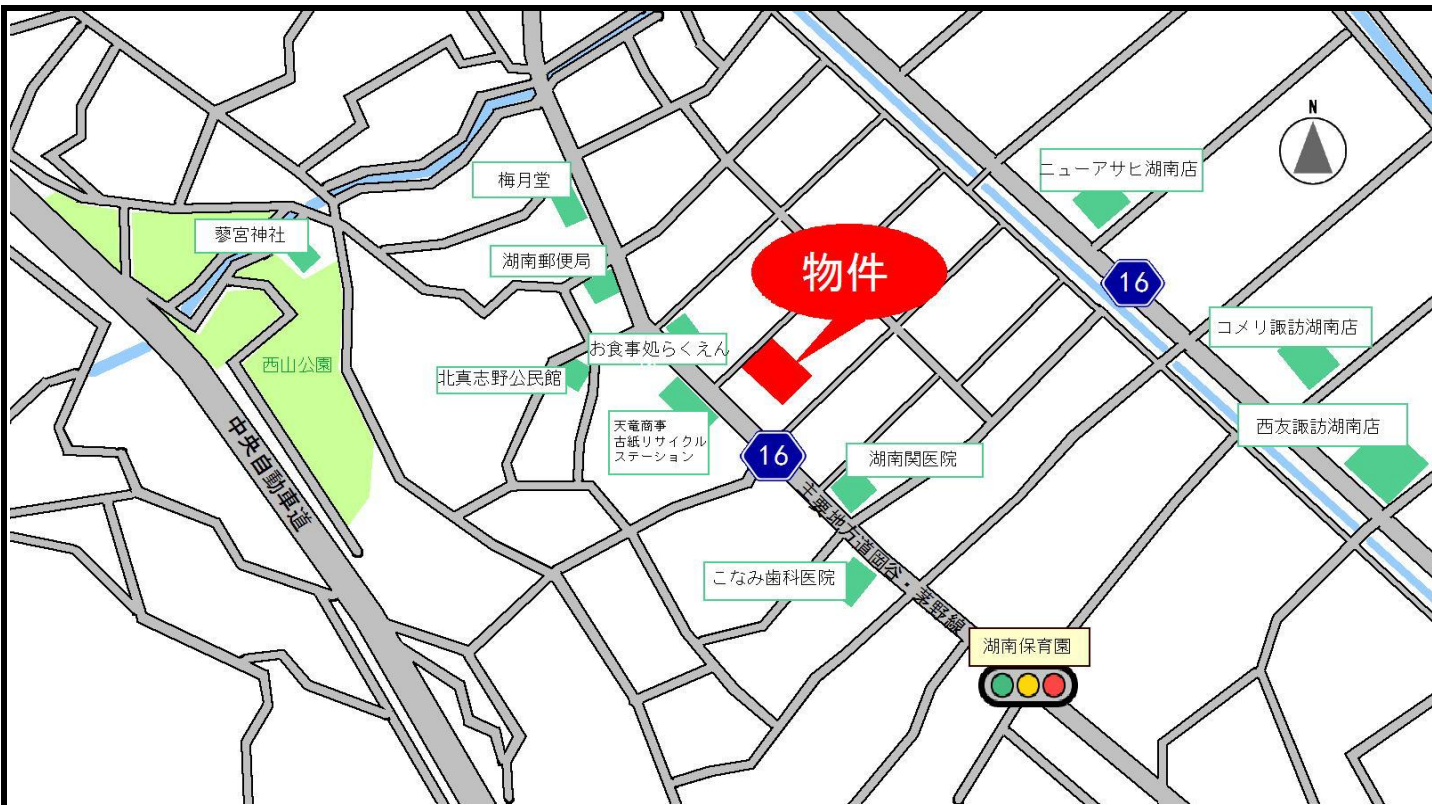 N
ニューアサヒ湖南店
梅月堂
蓼宮神社
湖南郵便局
物件
16
コメリ諏訪湖南店
お食事処らくえん
西山公園
北真志野公民館
西友諏訪湖南店
天竜商事
古紙リサイクル
ステーション
16
湖南関医院
中央自動車道
主要地方道岡谷・茅野線
こなみ歯科医院
湖南保育園